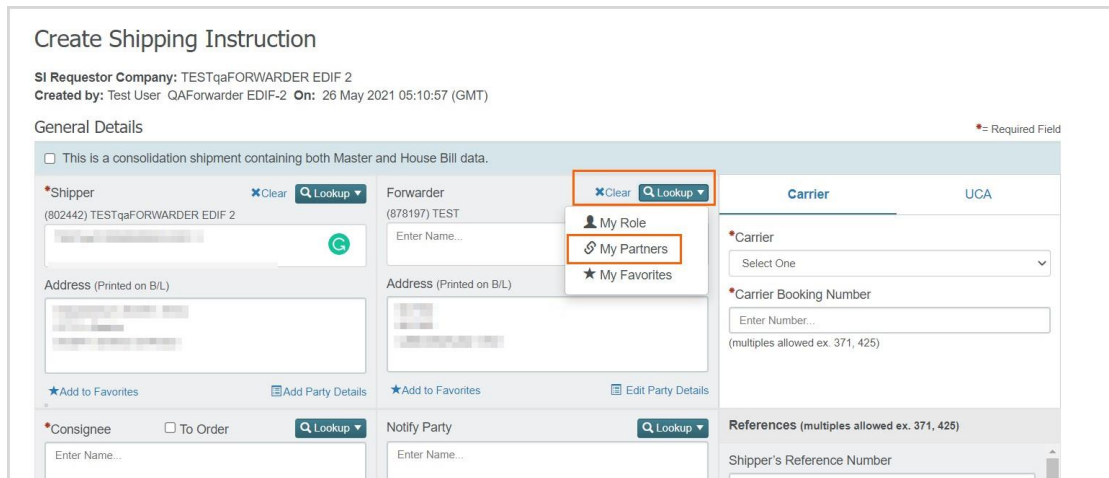 Create Shipping Instruction
SI Requestor Company: TESTqaFORWARDER EDIF 2
Created by: Test User QAForwarder EDIF-2 On: 26 May 2021 05:10:57 (GMT)
General Details
*= Required Field
This is a consolidation shipment containing both Master and House Bill data.
*Shipper
Clear
Lookup
(802442) TESTqaFORWARDER EDIF 2
Address (Printed on B/L)
Add to Favorites
Add Party Details
Forwarder
Clear
Lookup
(878197) TEST
Enter Name...
My Role
My Partners
My Favorites
Address (Printed on B/L)
Add to Favorites
Edit Party Details
Carrier
UCA
*Carrier
Select One
*Carrier Booking Number
Enter Number...
(multiples allowed ex. 371, 425)
*Consignee
To Order
Lookup
Enter Name...
Notify Party
Lookup
Enter Name...
References (multiples allowed ex. 371, 425)
Shipper's Reference Number